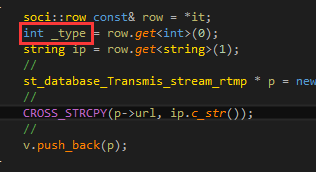 soci::row const& row = *it;
int _type = row.get<int>(0);
string ip = row.get<string>(1);
//
st_database_Transmis_stream_rtmp * p = new
//
CROSS_STRCPY(p->url, ip.c_str());
//
v.push_back(p);